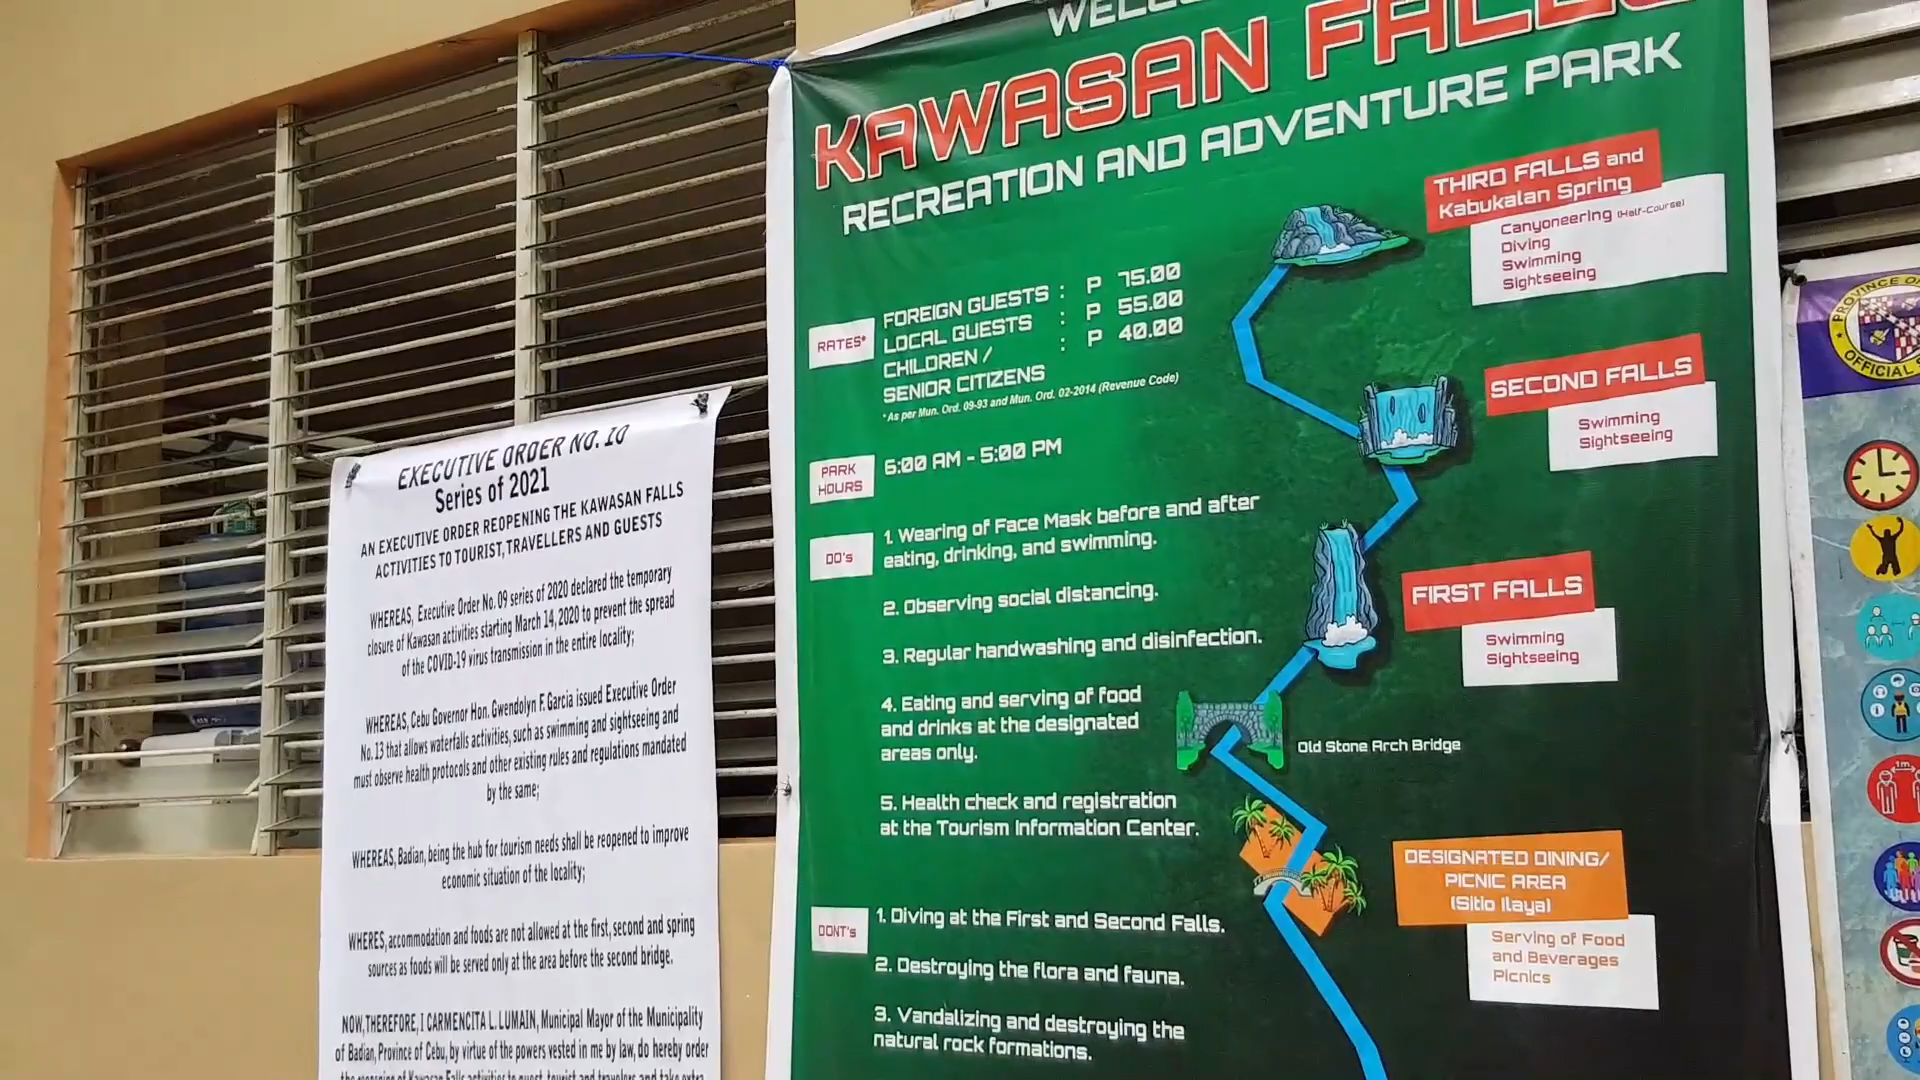 EXECUTIVE ORDER NO. 10
Series of 2021
AN EXECUTIVE ORDER REOPENING THE KAWASAN FALLS
ACTIVITIES TO TOURIST, TRAVELLERS AND GUESTS
WHEREAS, Executive Order No. 09 series of 2020 declared the temporary
closure of Kawasan activities starting March 14, 2020 to prevent the spread
of the COVID-19 virus transmission in the entire locality;
WHEREAS, Cebu Governor Hon. Gwendolyn F. Garcia issued Executive Order
No. 13 that allows waterfalls activities, such as swimming and sightseeing and
must observe health protocols and other existing rules and regulations mandated
by the same;
WHEREAS, Badian, being the hub for tourism needs shall be reopened to improve
economic situation of the locality;
WHERES, accommodation and foods are not allowed at the first, second and spring
sources as foods will be served only at the area before the second bridge.
NOW, THEREFORE, I CARMENCITA L. LUMAIN, Municipal Mayor of the Municipality
of Badian, Province of Cebu, by virtue of the powers vested in me by law, do hereby order
KAWASAN FALLS
RECREATION AND ADVENTURE PARK
RATES*
FOREIGN GUESTS : P 75.00
LOCAL GUESTS : P 55.00
CHILDREN / : P 40.00
SENIOR CITIZENS
* As per Mun. Ord. 09-93 and Mun. Ord. 02-2014 (Revenue Code)
PARK
HOURS
6:00 AM - 5:00 PM
DO's
1. Wearing of Face Mask before and after
eating, drinking, and swimming.
2. Observing social distancing.
3. Regular handwashing and disinfection.
4. Eating and serving of food
and drinks at the designated
areas only.
5. Health check and registration
at the Tourism Information Center.
DONT's
1. Diving at the First and Second Falls.
2. Destroying the flora and fauna.
3. Vandalizing and destroying the
natural rock formations.
THIRD FALLS and
Kabukalan Spring
Canyoneering (Half-Course)
Diving
Swimming
Sightseeing
SECOND FALLS
Swimming
Sightseeing
FIRST FALLS
Swimming
Sightseeing
Old Stone Arch Bridge
DESIGNATED DINING/
PICNIC AREA
(Sitio Ilaya)
Serving of Food
and Beverages
Picnics
PROVINCE OF
OFFICIAL
1m